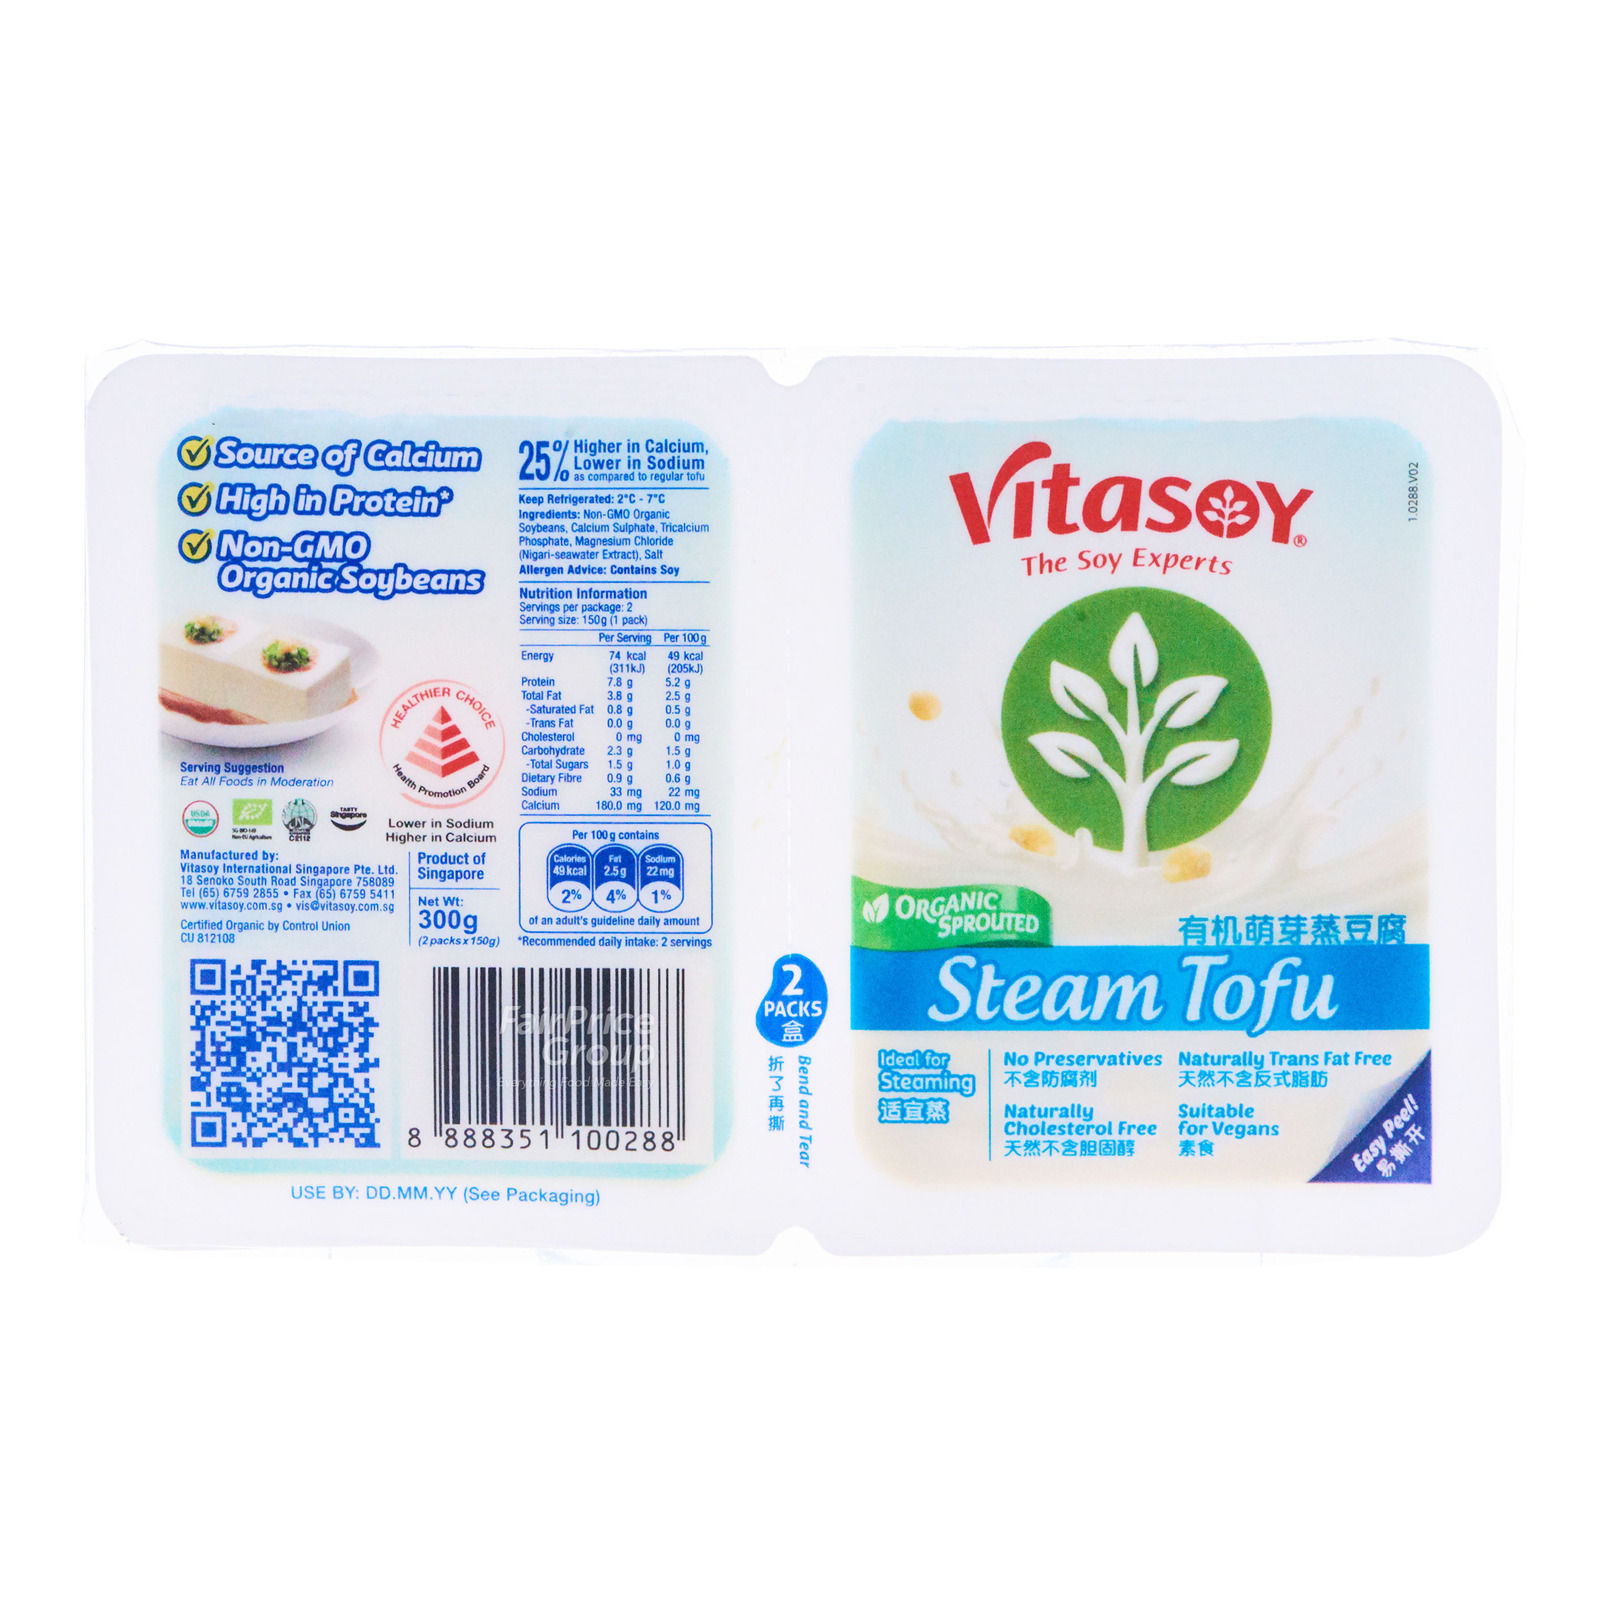 Source of Calcium
High in Protein*
Non-GMO
Organic Soybeans
Serving Suggestion
Eat All Foods in Moderation
HEALTHIER CHOICE
Health Promotion Board
Lower in Sodium
Higher in Calcium
USDA
TASTY
Singapore
Manufactured by:
Vitasoy International Singapore Pte. Ltd.
18 Senoko South Road Singapore 758089
Tel (65) 6759 2855 • Fax (65) 6759 5411
www.vitasoy.com.sg • vis@vitasoy.com.sg
Certified Organic by Control Union
CU 812108
Product of
Singapore
Net Wt:
300g
(2 packs x 150g)
25% Higher in Calcium,
Lower in Sodium
as compared to regular tofu
Keep Refrigerated: 2°C - 7°C
Ingredients: Non-GMO Organic
Soybeans, Calcium Sulphate, Tricalcium
Phosphate, Magnesium Chloride
(Nigari-seawater Extract), Salt
Allergen Advice: Contains Soy
Nutrition Information
Servings per package: 2
Serving size: 150g (1 pack)
Per Serving Per 100g
Energy 74 kcal 49 kcal
(311kJ) (205kJ)
Protein 7.8 g 5.2 g
Total Fat 3.8 g 2.5 g
-Saturated Fat 0.8 g 0.5 g
-Trans Fat 0.0 g 0.0 g
Cholesterol 0 mg 0 mg
Carbohydrate 2.3 g 1.5 g
-Total Sugars 1.5 g 1.0 g
Dietary Fibre 0.9 g 0.6 g
Sodium 33 mg 22 mg
Calcium 180.0 mg 120.0 mg
Per 100g contains
Calories Fat Sodium
49kcal 2.5g 22mg
2% 4% 1%
of an adult's guideline daily amount
*Recommended daily intake: 2 servings
FairPrice
Group
Everything Food Made Easy
8 888351 100288
USE BY: DD.MM.YY (See Packaging)
2
PACKS
盒
Bend and Tear
折了再撕
Vitasoy®
The Soy Experts
1.0288.V02
ORGANIC
SPROUTED
有机萌芽蒸豆腐
Steam Tofu
Ideal for
Steaming
适宜蒸
No Preservatives
不含防腐剂
Naturally Trans Fat Free
天然不含反式脂肪
Naturally
Cholesterol Free
天然不含胆固醇
Suitable
for Vegans
素食
Easy Peel!
易撕开